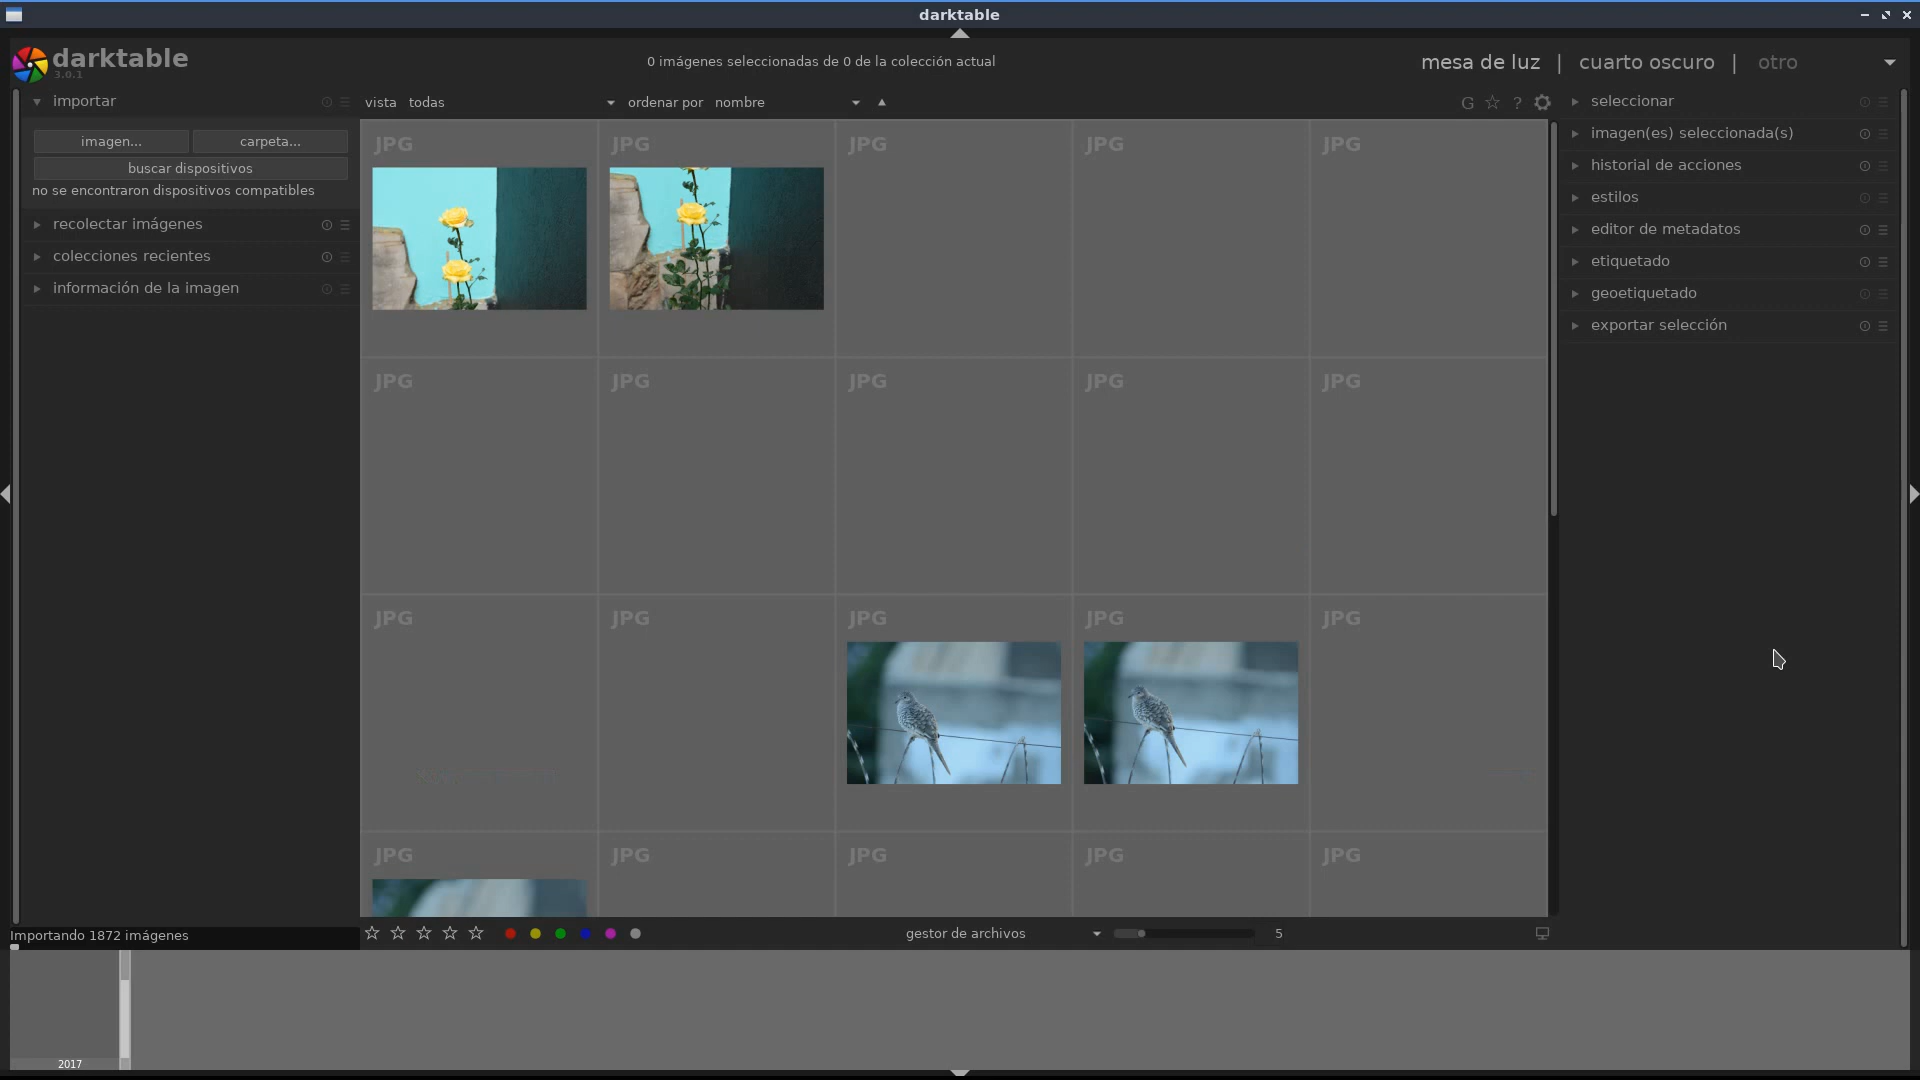 darktable
darktable
3.0.1
0 imágenes seleccionadas de 0 de la colección actual
mesa de luz | cuarto oscuro | otro
importar
imagen...
carpeta...
buscar dispositivos
no se encontraron dispositivos compatibles
recolectar imágenes
colecciones recientes
información de la imagen
vista todas
ordenar por nombre
G ?
JPG JPG JPG JPG JPG
JPG JPG JPG JPG JPG
JPG JPG JPG JPG JPG
JPG JPG JPG JPG JPG
seleccionar
imagen(es) seleccionada(s)
historial de acciones
estilos
editor de metadatos
etiquetado
geoetiquetado
exportar selección
Importando 1872 imágenes
gestor de archivos
5
2017